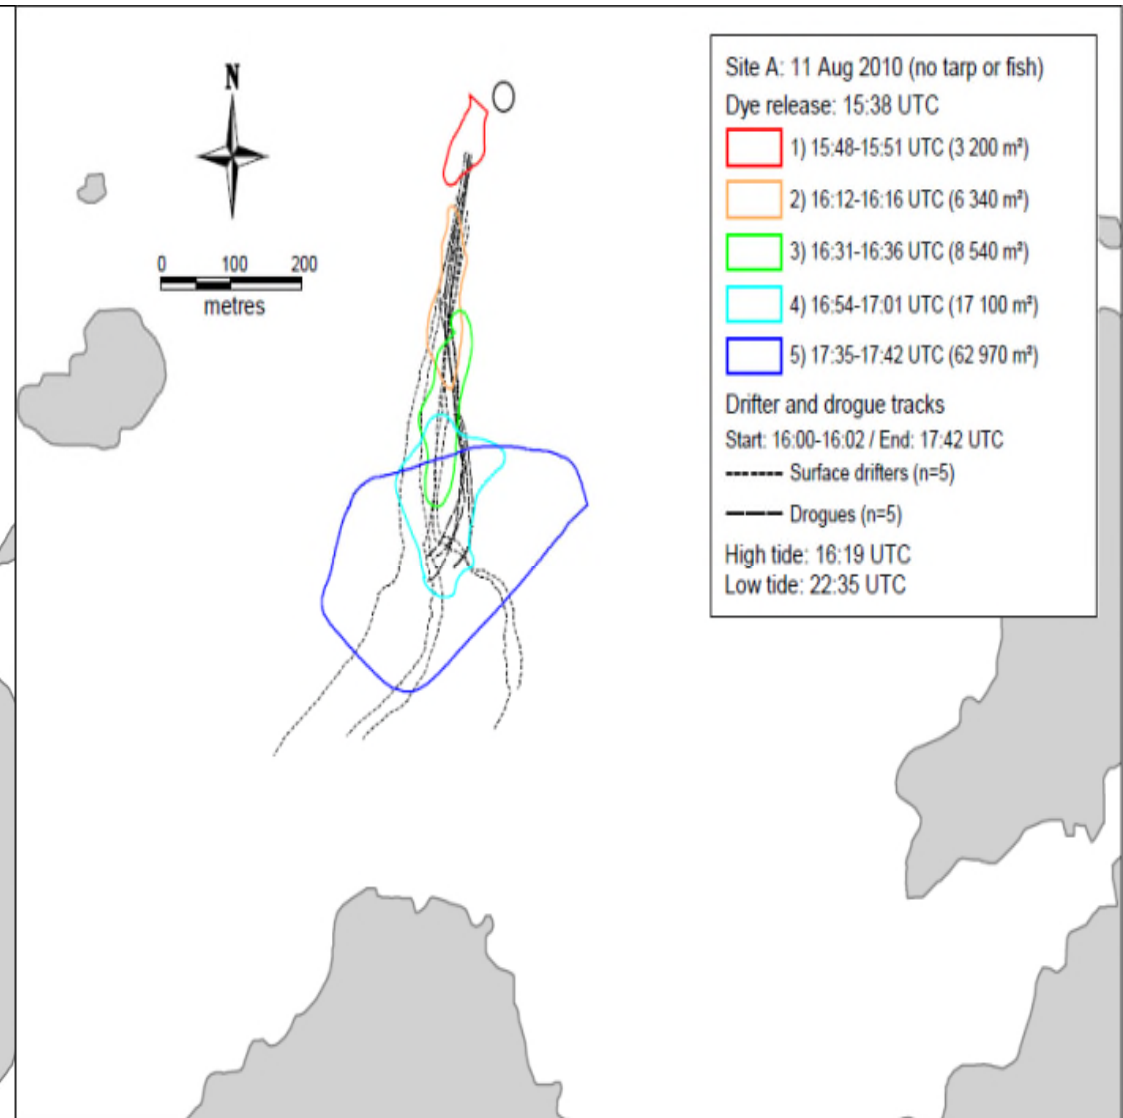 N
0 100 200
metres
Site A: 11 Aug 2010 (no tarp or fish)
Dye release: 15:38 UTC
1) 15:48-15:51 UTC (3 200 m²)
2) 16:12-16:16 UTC (6 340 m²)
3) 16:31-16:36 UTC (8 540 m²)
4) 16:54-17:01 UTC (17 100 m²)
5) 17:35-17:42 UTC (62 970 m²)
Drifter and drogue tracks
Start: 16:00-16:02 / End: 17:42 UTC
Surface drifters (n=5)
Drogues (n=5)
High tide: 16:19 UTC
Low tide: 22:35 UTC